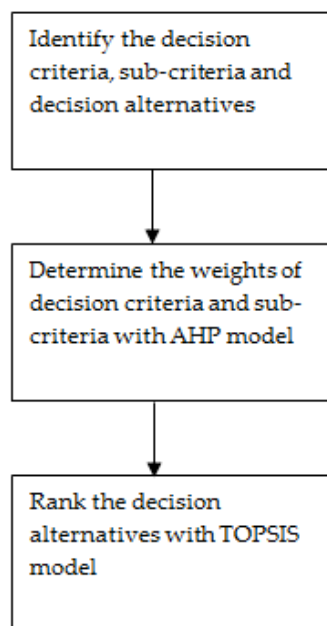 Identify the decision
criteria, sub-criteria and
decision alternatives
Determine the weights of
decision criteria and sub-
criteria with AHP model
Rank the decision
alternatives with TOPSIS
model